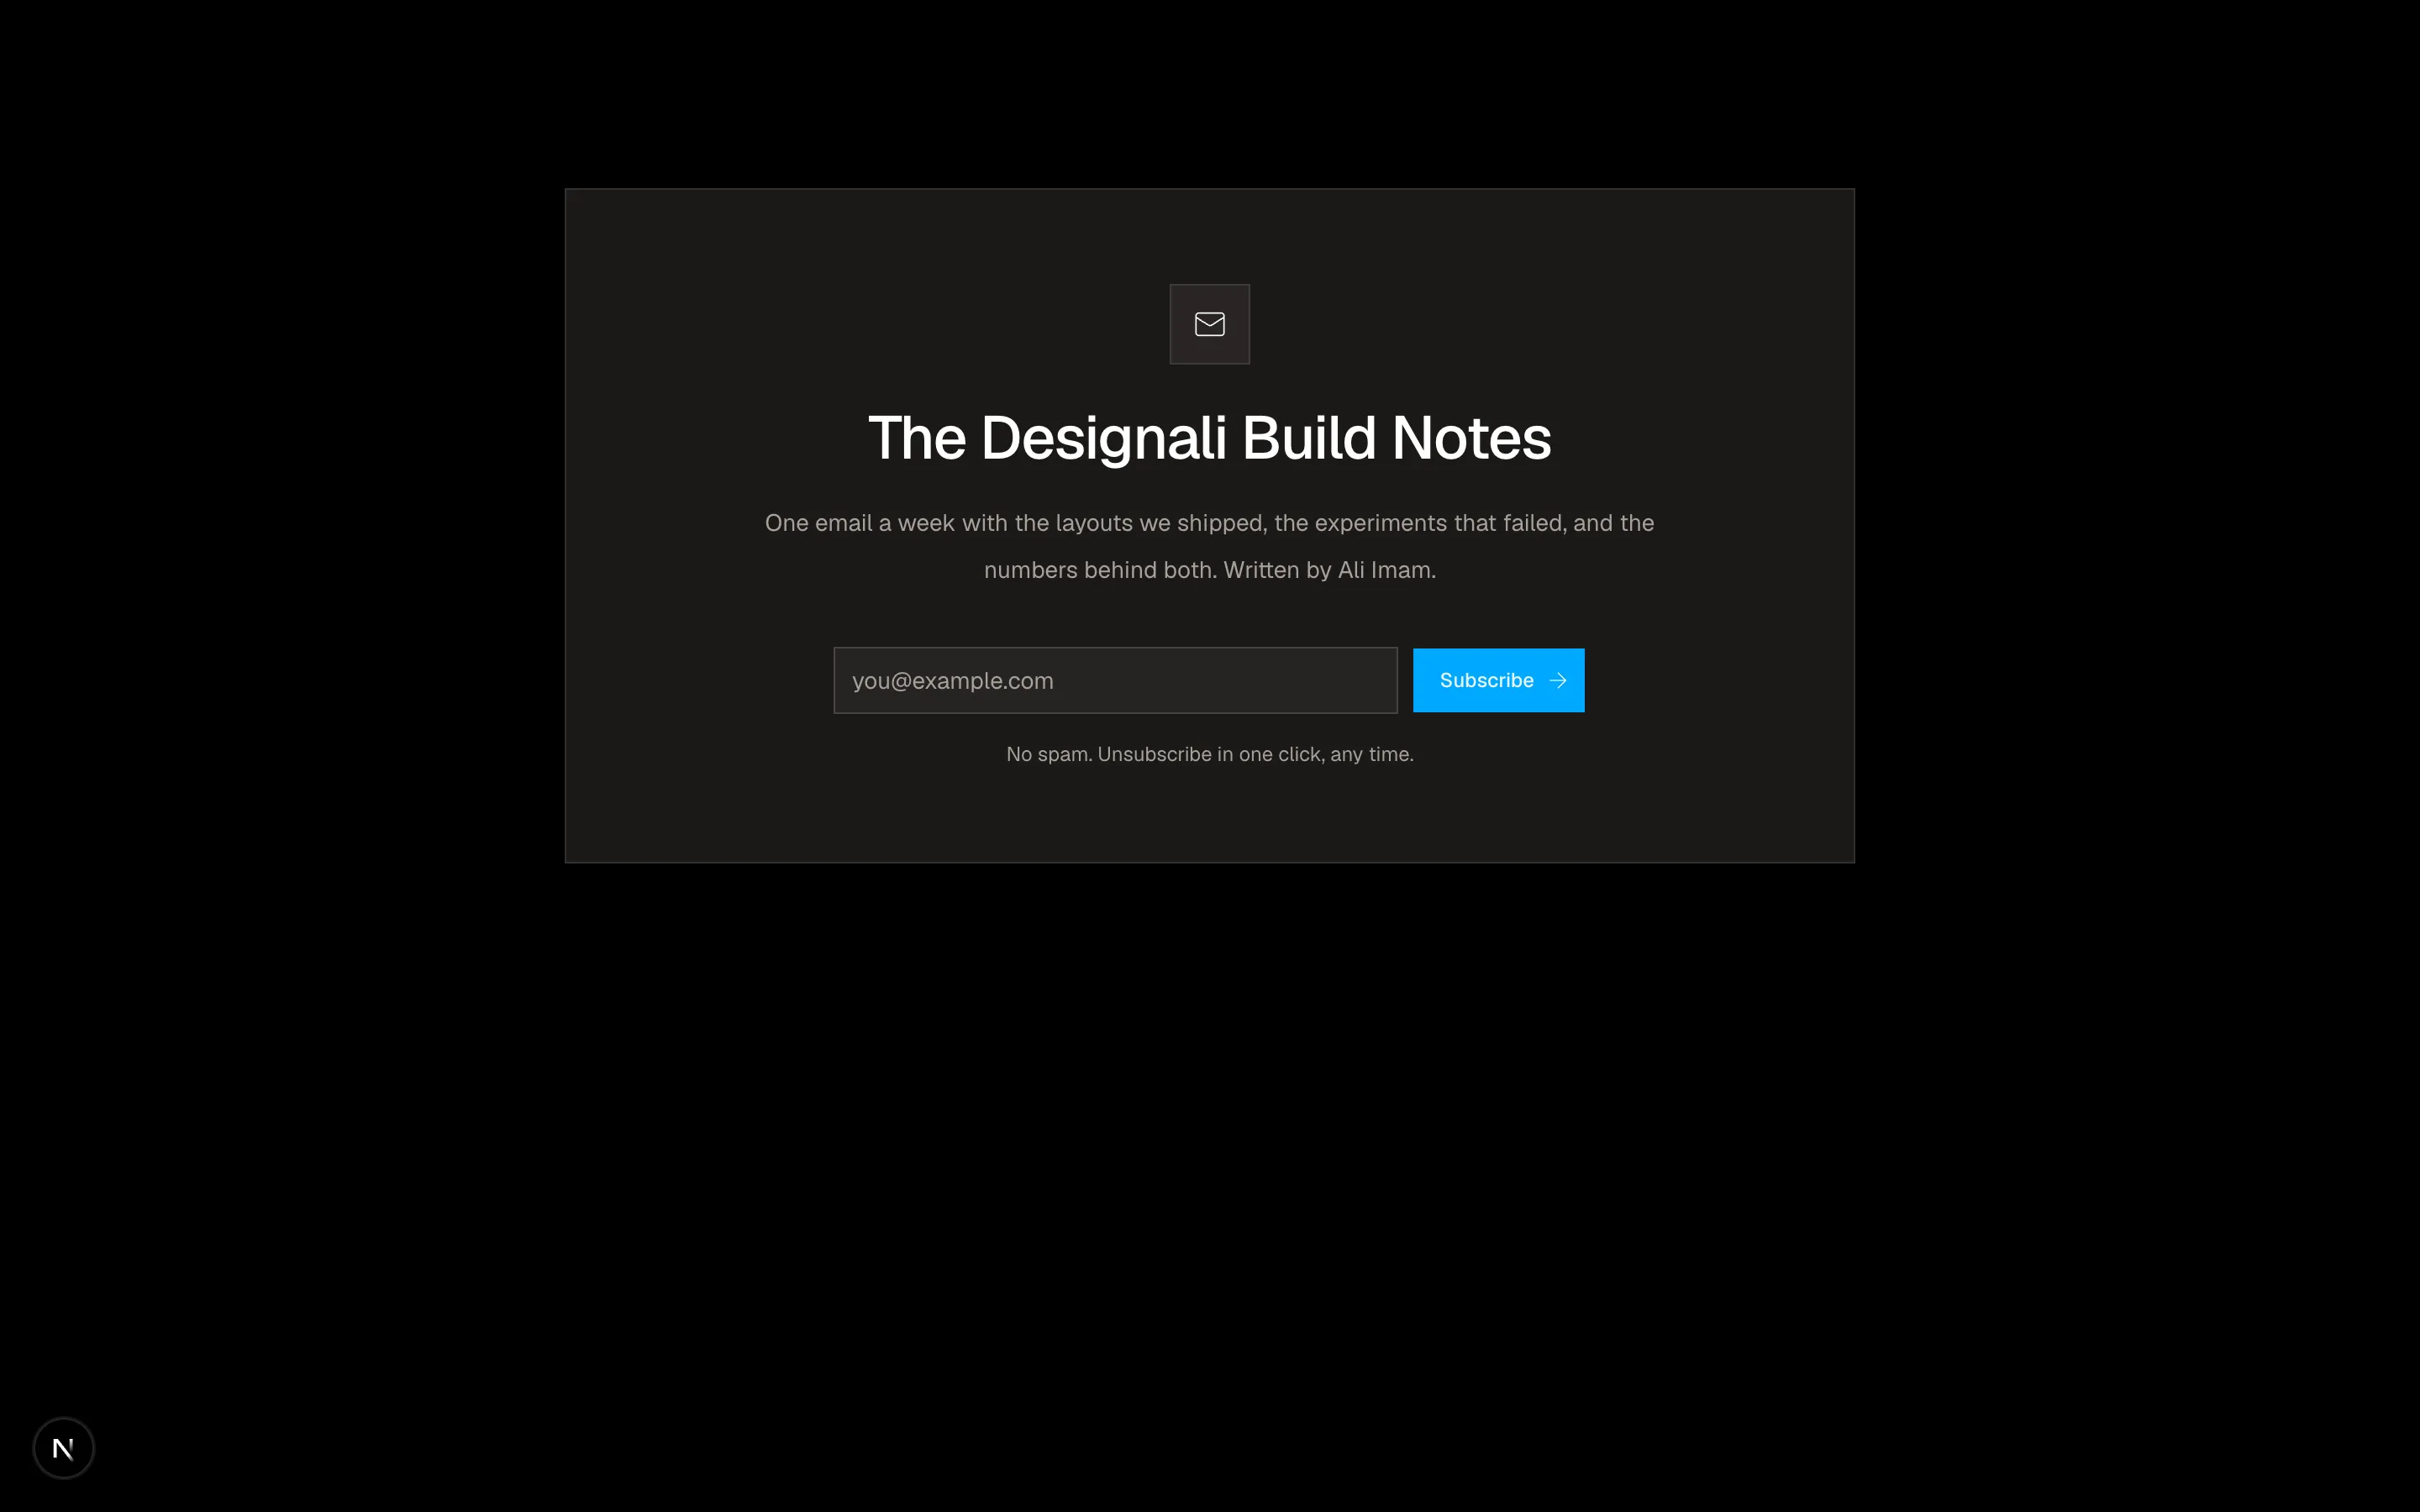 The Designali Build Notes
One email a week with the layouts we shipped, the experiments that failed, and the
numbers behind both. Written by Ali Imam.
you@example.com
Subscribe
No spam. Unsubscribe in one click, any time.
N